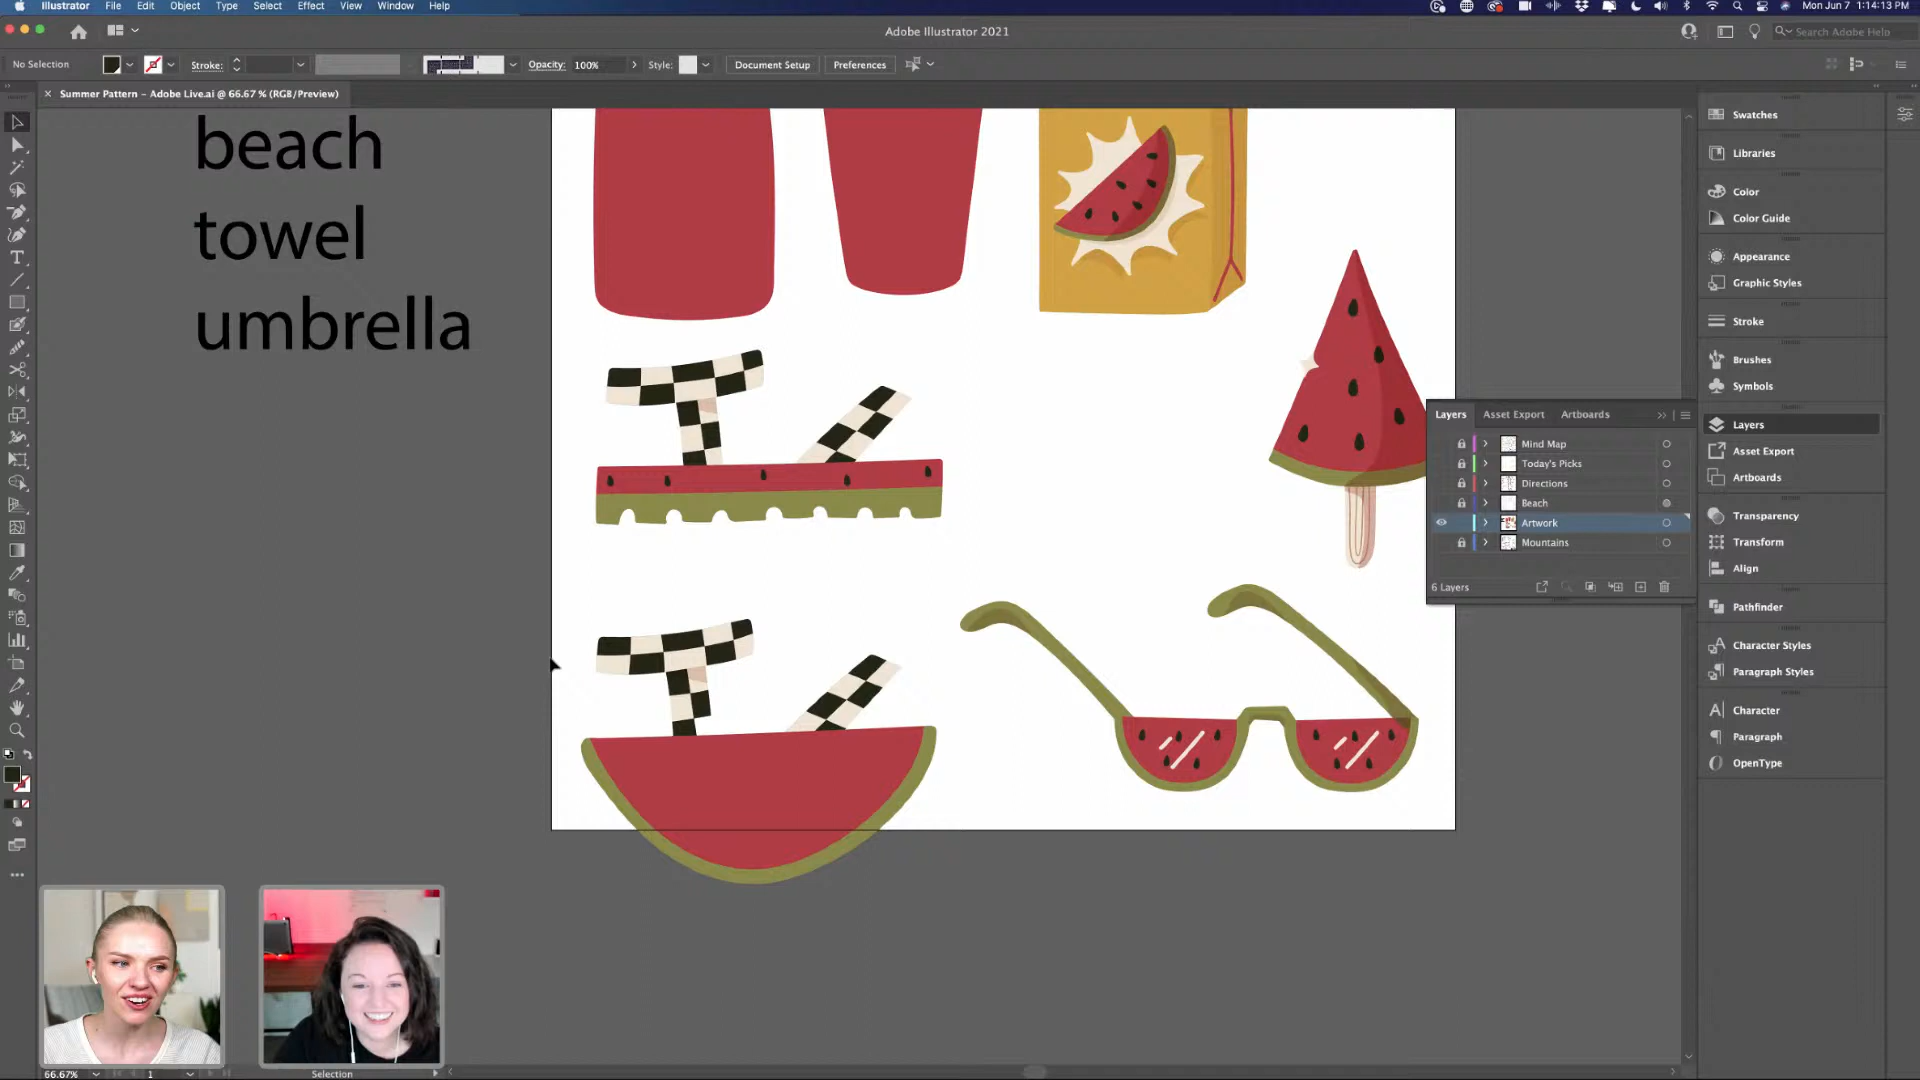 Illustrator File Edit Object Type Select Effect View Window Help
Mon Jun 7 1:14:13 PM
Adobe Illustrator 2021
Search Adobe Help
No Selection
Stroke:
Opacity: 100%
Style:
Document Setup
Preferences
Summer Pattern – Adobe Live.ai @ 66.67 % (RGB/Preview)
beach
towel
umbrella
Swatches
Libraries
Color
Color Guide
Appearance
Graphic Styles
Stroke
Brushes
Symbols
Layers
Asset Export
Artboards
Transparency
Transform
Align
Pathfinder
Character Styles
Paragraph Styles
Character
Paragraph
OpenType
Layers Asset Export Artboards
Mind Map
Today's Picks
Directions
Beach
Artwork
Mountains
6 Layers
66.67%
1
Selection